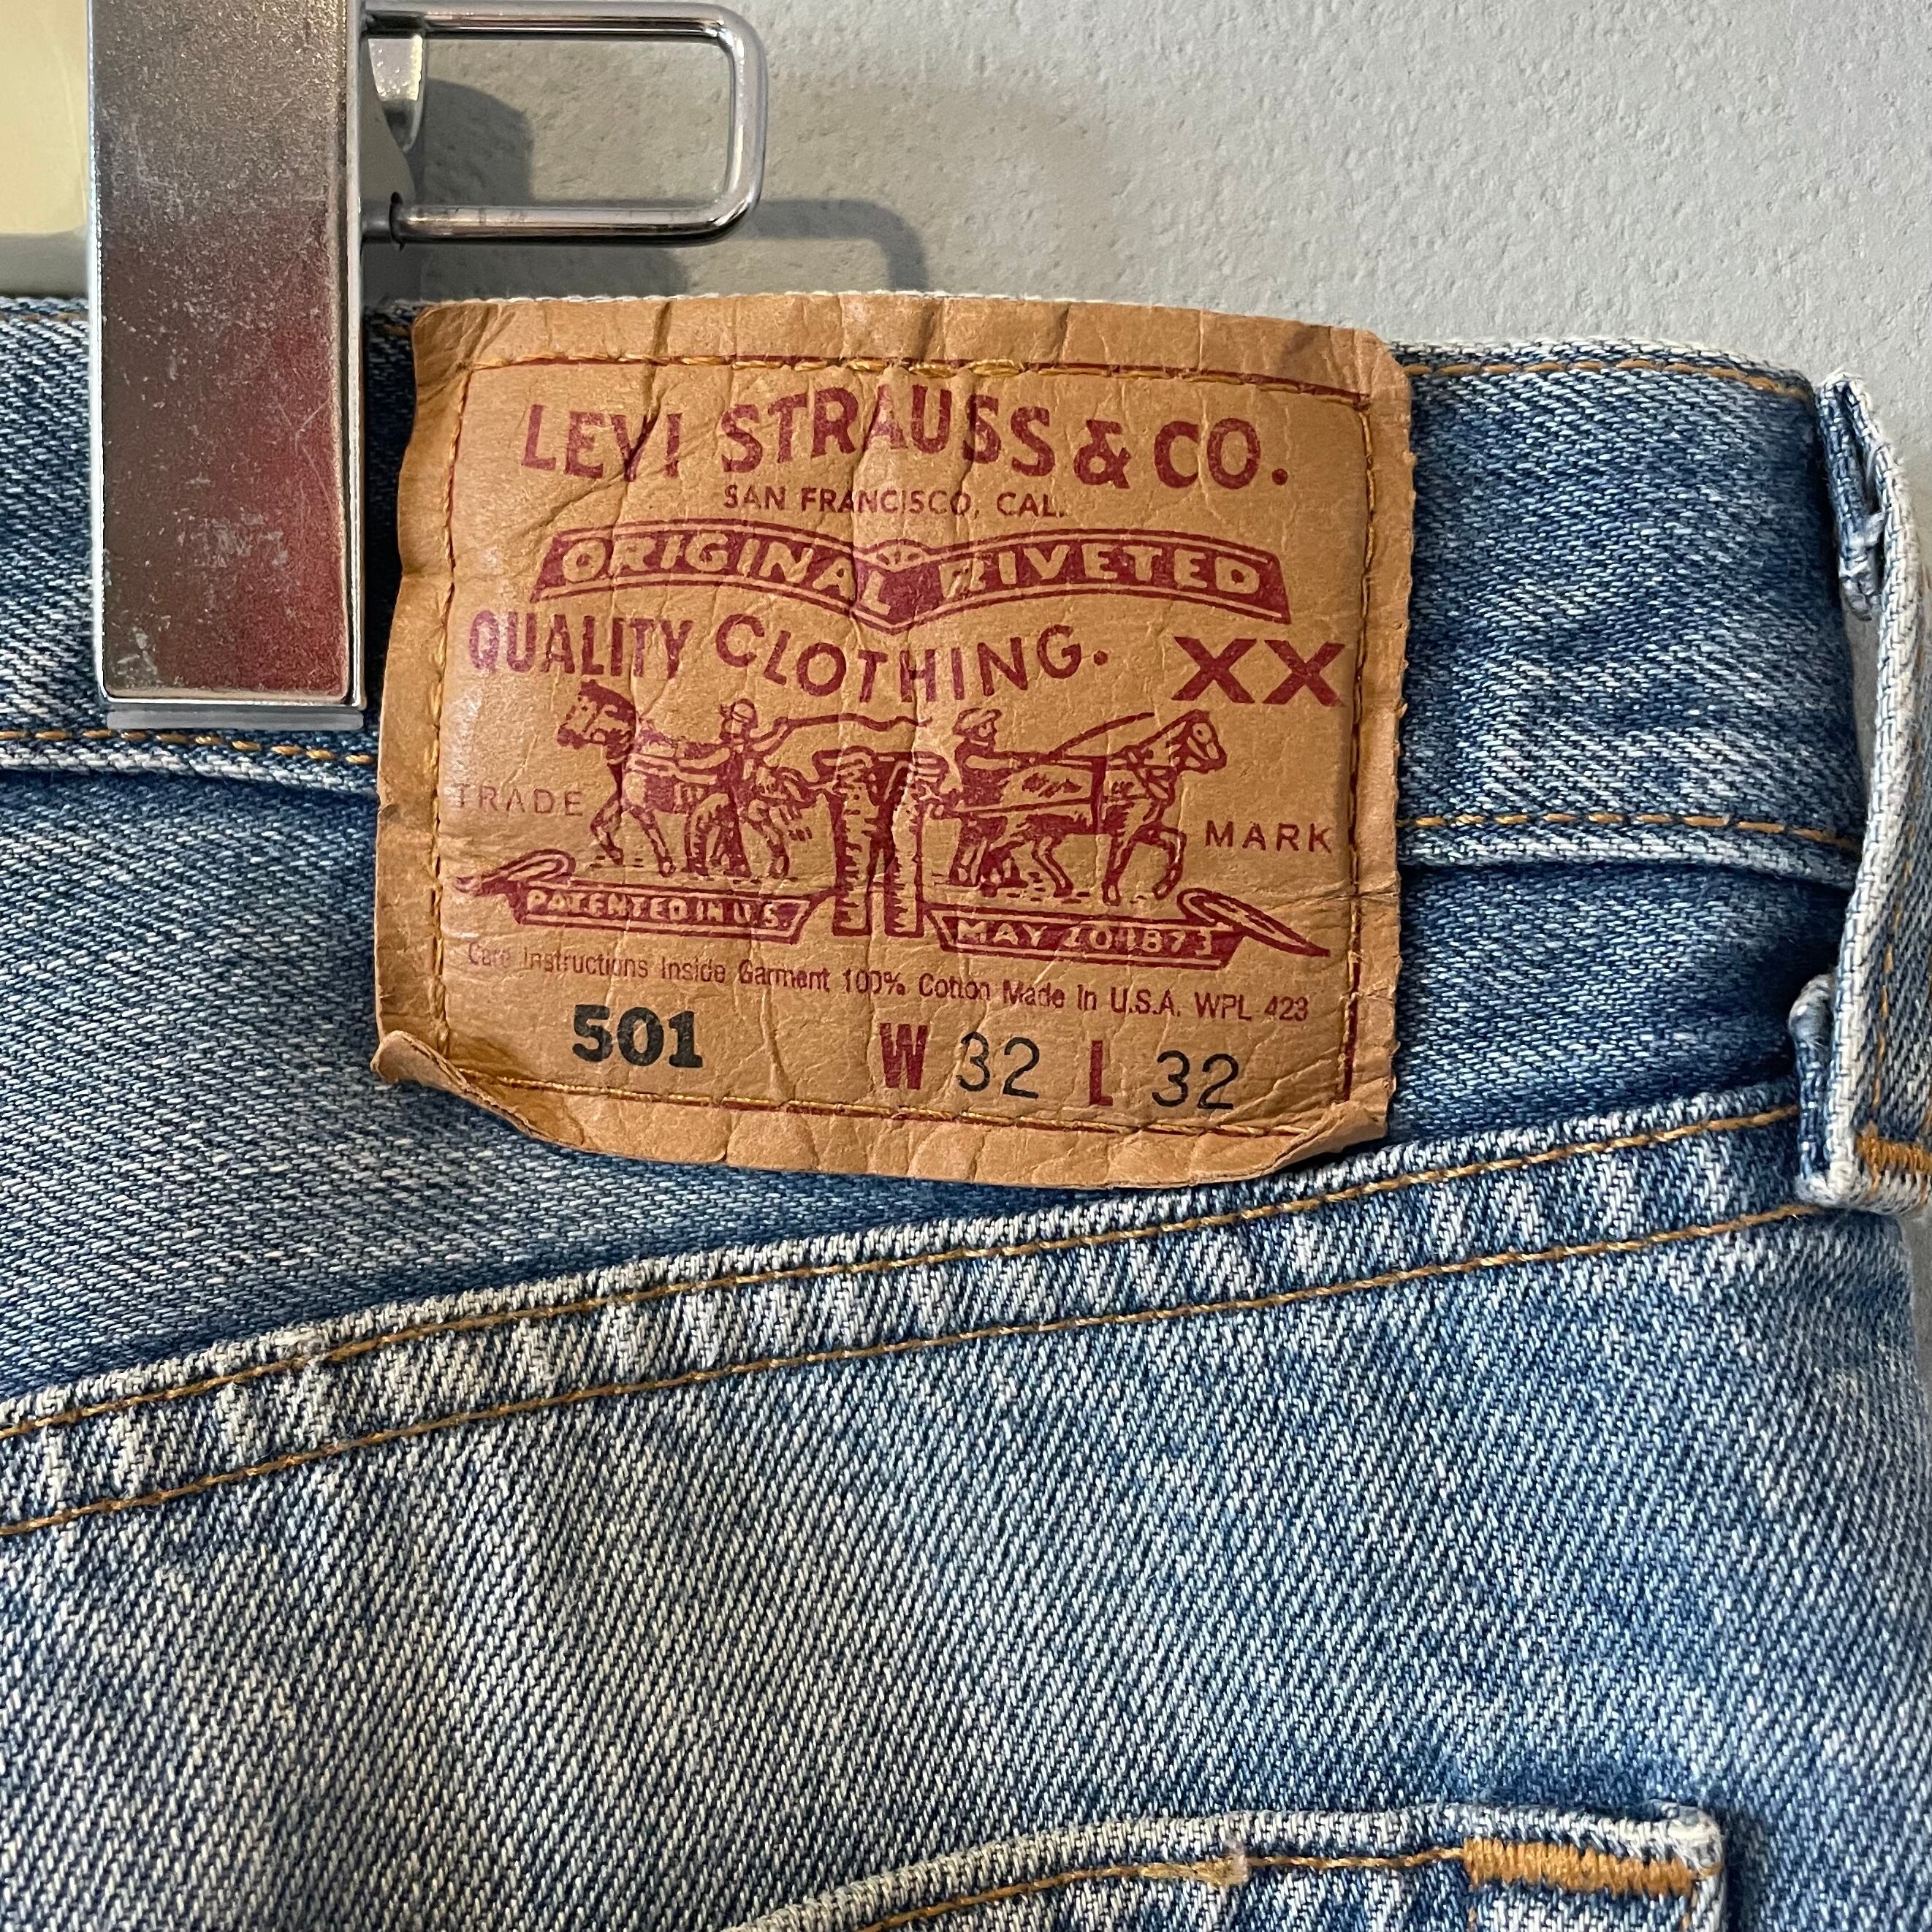 LEVI STRAUSS & CO.
SAN FRANCISCO, CAL.
ORIGINAL RIVETED
QUALITY CLOTHING. XX
TRADE MARK
PATENTED IN U.S. MAY 20 1873
Care Instructions Inside Garment 100% Cotton Made In U.S.A. WPL 423
501 W 32 L 32